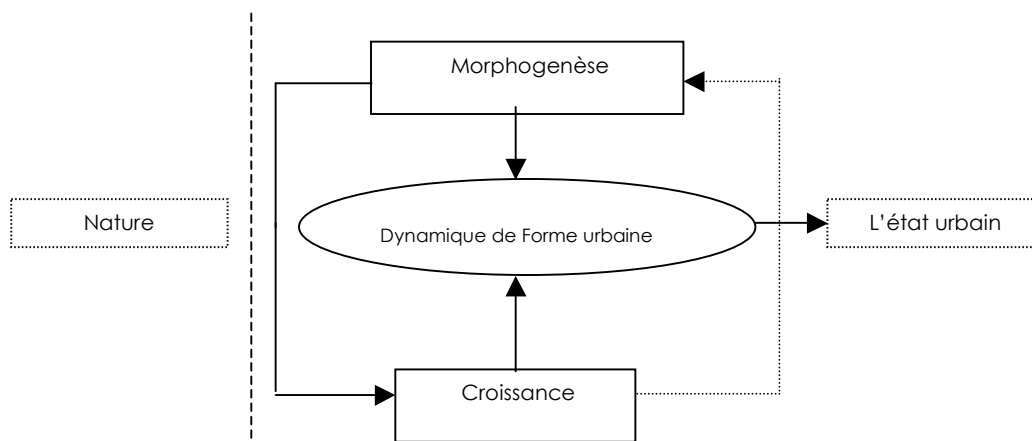 Morphogenèse
Nature
Dynamique de Forme urbaine
L’état urbain
Croissance